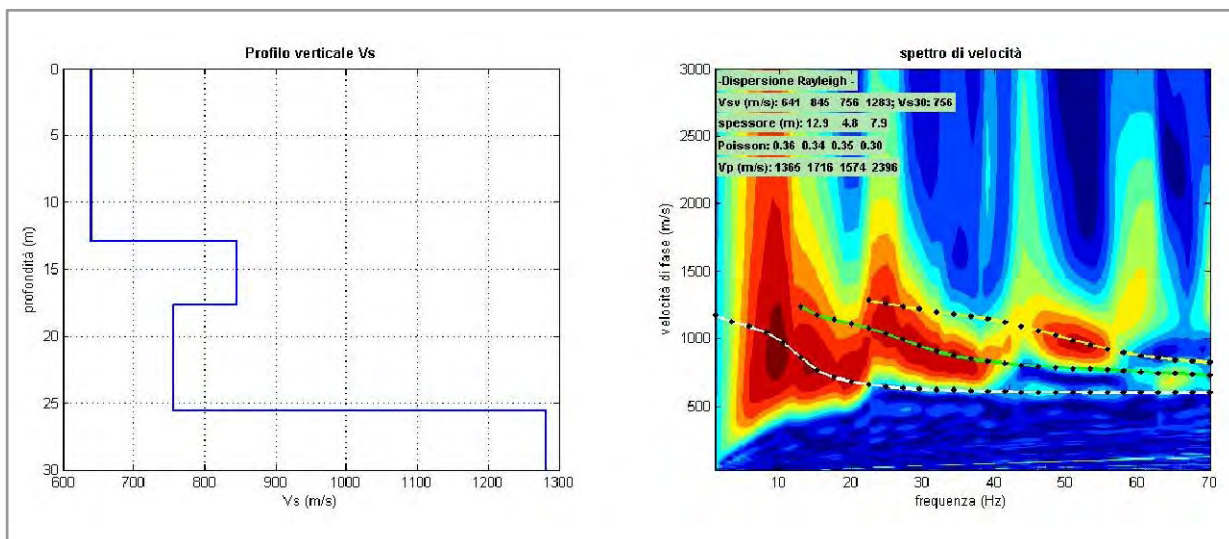 Profilo verticale Vs
0
5
10
15
20
25
30
profondità (m)
600 700 800 900 1000 1100 1200 1300
Vs (m/s)
spettro di velocità
-Dispersione Rayleigh -
Vsv (m/s): 641 845 756 1283; Vs30: 756
spessore (m): 12.9 4.8 7.9
Poisson: 0.36 0.34 0.35 0.30
Vp (m/s): 1365 1716 1574 2396
3000
2500
2000
1500
1000
500
velocità di fase (m/s)
10 20 30 40 50 60 70
frequenza (Hz)